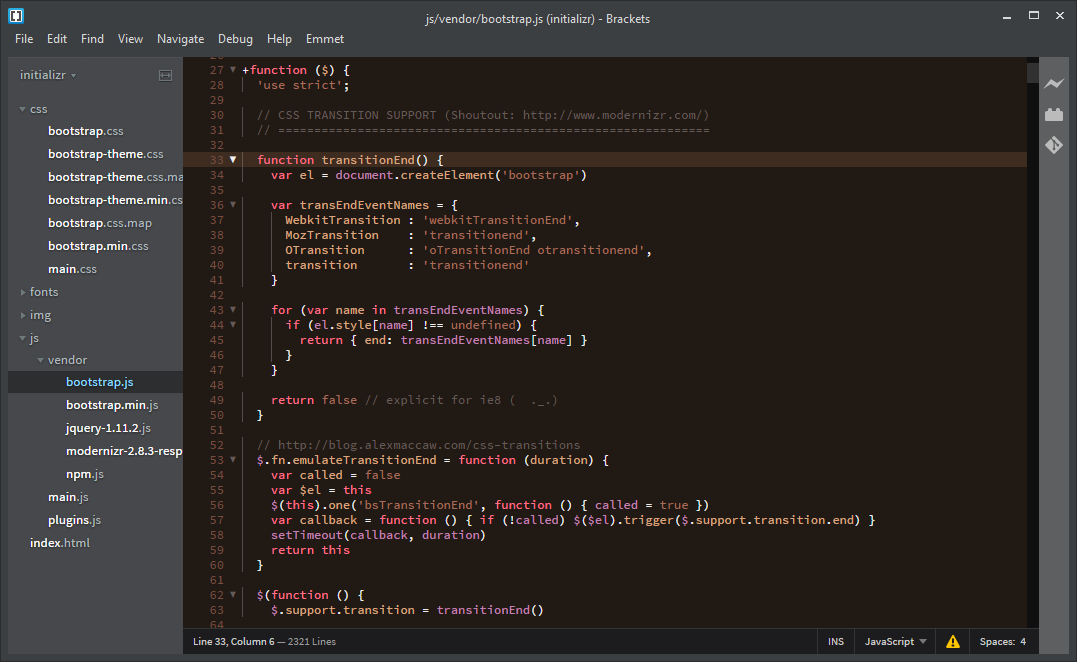 js/vendor/bootstrap.js (initializr) - Brackets
File Edit Find View Navigate Debug Help Emmet
initializr
css
bootstrap.css
bootstrap-theme.css
bootstrap-theme.css.ma
bootstrap-theme.min.cs
bootstrap.css.map
bootstrap.min.css
main.css
fonts
img
js
vendor
bootstrap.js
bootstrap.min.js
jquery-1.11.2.js
modernizr-2.8.3-resp
npm.js
main.js
plugins.js
index.html
27 +function ($) {
28 'use strict';
29
30 // CSS TRANSITION SUPPORT (Shoutout: http://www.modernizr.com/)
31 // ============================================================
32
33 function transitionEnd() {
34 var el = document.createElement('bootstrap')
35
36 var transEndEventNames = {
37 WebkitTransition : 'webkitTransitionEnd',
38 MozTransition    : 'transitionend',
39 OTransition      : 'oTransitionEnd otransitionend',
40 transition       : 'transitionend'
41 }
42
43 for (var name in transEndEventNames) {
44 if (el.style[name] !== undefined) {
45 return { end: transEndEventNames[name] }
46 }
47 }
48
49 return false // explicit for ie8 (  ._.)
50 }
51
52 // http://blog.alexmaccaw.com/css-transitions
53 $.fn.emulateTransitionEnd = function (duration) {
54 var called = false
55 var $el = this
56 $(this).one('bsTransitionEnd', function () { called = true })
57 var callback = function () { if (!called) $($el).trigger($.support.transition.end) }
58 setTimeout(callback, duration)
59 return this
60 }
61
62 $(function () {
63 $.support.transition = transitionEnd()
64
Line 33, Column 6 — 2321 Lines
INS JavaScript Spaces: 4